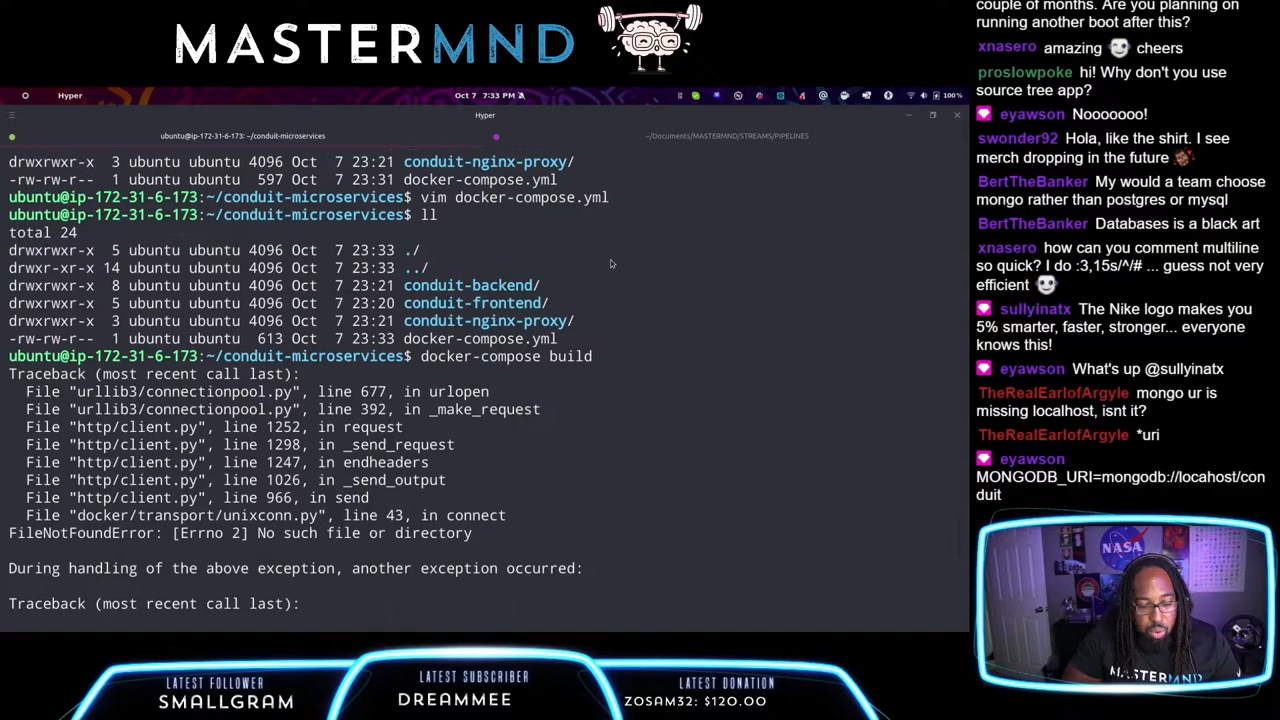 MASTERMND
Hyper
Oct 7 7:33 PM
100%
Hyper
ubuntu@ip-172-31-6-173: ~/conduit-microservices
~/Documents/MASTERMND/STREAMS/PIPELINES
drwxrwxr-x 3 ubuntu ubuntu 4096 Oct 7 23:21 conduit-nginx-proxy/
-rw-rw-r-- 1 ubuntu ubuntu 597 Oct 7 23:31 docker-compose.yml
ubuntu@ip-172-31-6-173:~/conduit-microservices$ vim docker-compose.yml
ubuntu@ip-172-31-6-173:~/conduit-microservices$ ll
total 24
drwxrwxr-x 5 ubuntu ubuntu 4096 Oct 7 23:33 ./
drwxr-xr-x 14 ubuntu ubuntu 4096 Oct 7 23:33 ../
drwxrwxr-x 8 ubuntu ubuntu 4096 Oct 7 23:21 conduit-backend/
drwxrwxr-x 5 ubuntu ubuntu 4096 Oct 7 23:20 conduit-frontend/
drwxrwxr-x 3 ubuntu ubuntu 4096 Oct 7 23:21 conduit-nginx-proxy/
-rw-rw-r-- 1 ubuntu ubuntu 613 Oct 7 23:33 docker-compose.yml
ubuntu@ip-172-31-6-173:~/conduit-microservices$ docker-compose build
Traceback (most recent call last):
File "urllib3/connectionpool.py", line 677, in urlopen
File "urllib3/connectionpool.py", line 392, in _make_request
File "http/client.py", line 1252, in request
File "http/client.py", line 1298, in _send_request
File "http/client.py", line 1247, in endheaders
File "http/client.py", line 1026, in _send_output
File "http/client.py", line 966, in send
File "docker/transport/unixconn.py", line 43, in connect
FileNotFoundError: [Errno 2] No such file or directory
During handling of the above exception, another exception occurred:
Traceback (most recent call last):
couple of months. Are you planning on
running another boot after this?
xnasero amazing cheers
proslowpoke hi! Why don't you use
source tree app?
eyawson Nooooooo!
swonder92 Hola, like the shirt. I see
merch dropping in the future
BertTheBanker My would a team choose
mongo rather than postgres or mysql
BertTheBanker Databases is a black art
xnasero how can you comment multiline
so quick? I do :3,15s/^/# ... guess not very
efficient
sullyinatx The Nike logo makes you
5% smarter, faster, stronger... everyone
knows this!
eyawson What's up @sullyinatx
TheRealEarlofArgyle mongo ur is
missing localhost, isnt it?
TheRealEarlofArgyle *uri
eyawson
MONGODB_URI=mongodb://locahost/con
duit
NASA
MASTERMND
LATEST FOLLOWER
SMALLGRAM
LATEST SUBSCRIBER
DREAMMEE
LATEST DONATION
ZOSAM32: $120.00